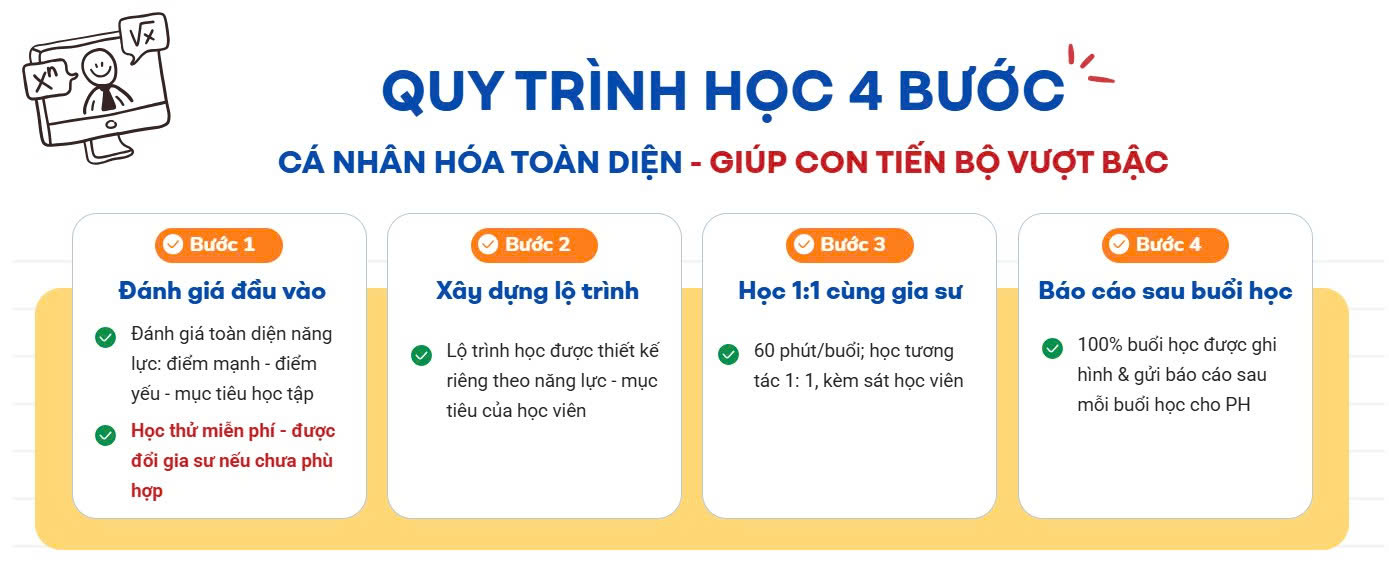 √x
Xⁿ
QUY TRÌNH HỌC 4 BƯỚC
CÁ NHÂN HÓA TOÀN DIỆN - GIÚP CON TIẾN BỘ VƯỢT BẬC
Bước 1
Đánh giá đầu vào
Đánh giá toàn diện năng
lực: điểm mạnh - điểm
yếu - mục tiêu học tập
Học thử miễn phí - được
đổi gia sư nếu chưa phù
hợp
Bước 2
Xây dựng lộ trình
Lộ trình học được thiết kế
riêng theo năng lực - mục
tiêu của học viên
Bước 3
Học 1:1 cùng gia sư
60 phút/buổi; học tương
tác 1: 1, kèm sát học viên
Bước 4
Báo cáo sau buổi học
100% buổi học được ghi
hình & gửi báo cáo sau
mỗi buổi học cho PH